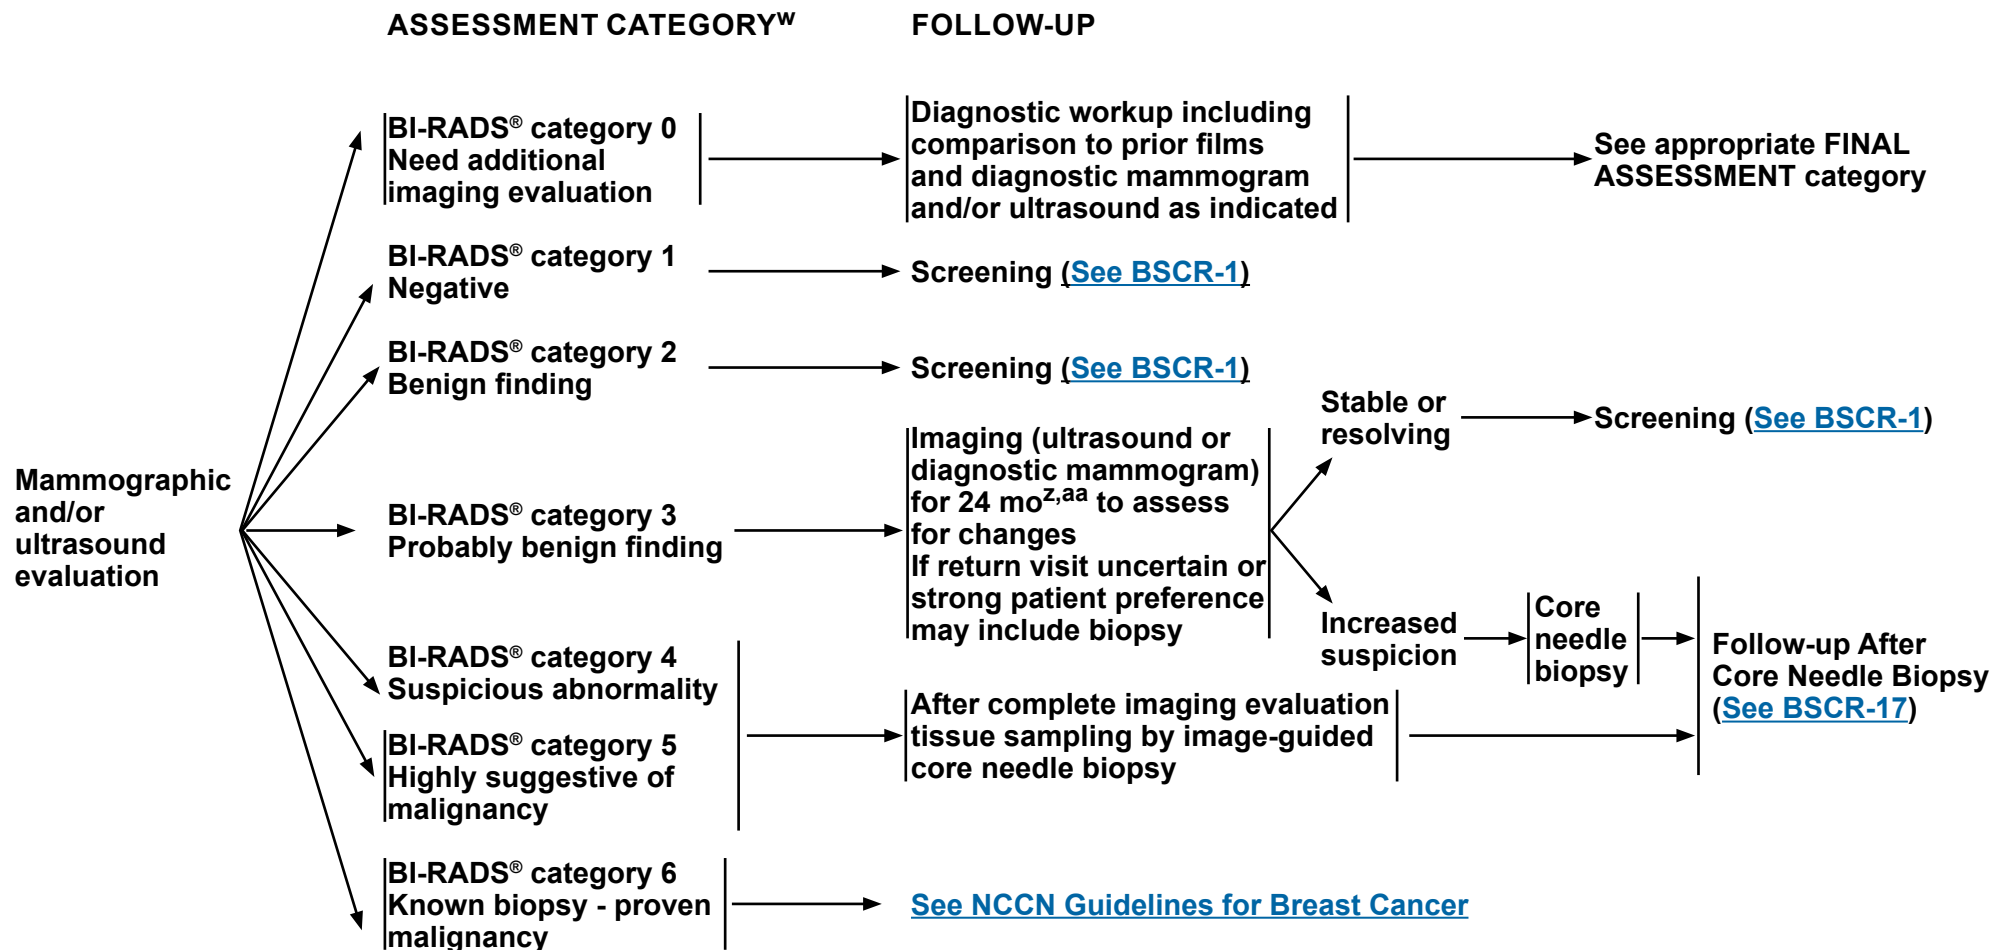 ASSESSMENT CATEGORYʷ
FOLLOW-UP
Mammographic
and/or
ultrasound
evaluation
BI-RADS® category 0
Need additional
imaging evaluation
Diagnostic workup including
comparison to prior films
and diagnostic mammogram
and/or ultrasound as indicated
See appropriate FINAL
ASSESSMENT category
BI-RADS® category 1
Negative
Screening (See BSCR-1)
BI-RADS® category 2
Benign finding
Screening (See BSCR-1)
BI-RADS® category 3
Probably benign finding
Imaging (ultrasound or
diagnostic mammogram)
for 24 moᶻ,ᵃᵃ to assess
for changes
If return visit uncertain or
strong patient preference
may include biopsy
Stable or
resolving
Screening (See BSCR-1)
Increased
suspicion
Core
needle
biopsy
Follow-up After
Core Needle Biopsy
(See BSCR-17)
BI-RADS® category 4
Suspicious abnormality
BI-RADS® category 5
Highly suggestive of
malignancy
After complete imaging evaluation
tissue sampling by image-guided
core needle biopsy
BI-RADS® category 6
Known biopsy - proven
malignancy
See NCCN Guidelines for Breast Cancer